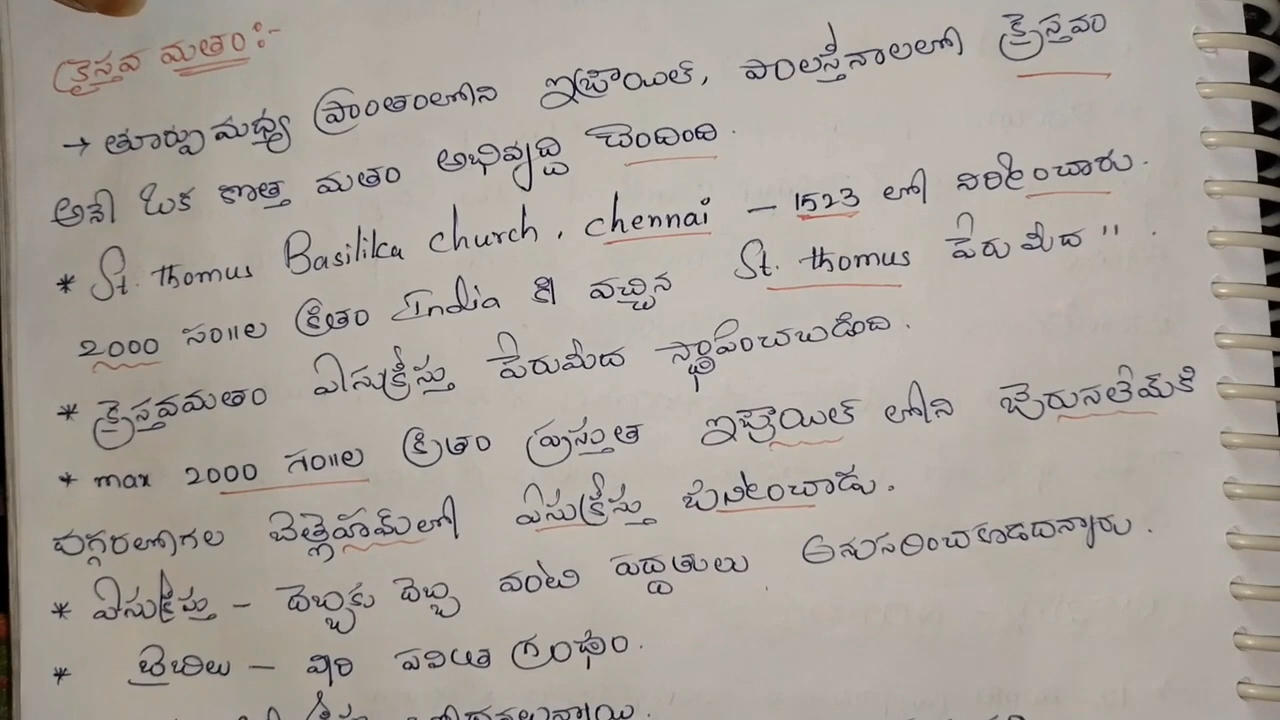 క్రైస్తవ మతం:-
→ తూర్పు మధ్య ప్రాంతంలోని ఇజ్రాయిల్, పాలస్తీనాలలో క్రైస్తవం
అనే ఒక కొత్త మతం అభివృద్ధి చెందింది.
* St. thomus Basilika church, chennai - 1523 లో నిర్మించారు.
2000 సం॥ల క్రితం India కి వచ్చిన St. thomus పేరు మీద ".
* క్రైస్తవమతం ఏసుక్రీస్తు పేరుమీద స్థాపించబడింది.
* max 2000 సం॥ల క్రితం ప్రస్తుత ఇజ్రాయిల్ లోని జైరుసలేమ్‌కి
దగ్గరలోగల బెత్లెహామ్‌లో ఏసుక్రీస్తు జన్మించాడు.
* ఏసుక్రీస్తు - దెబ్బకు దెబ్బ వంటి పద్దతులు అనుసరించకూడదన్నారు.
* బైబిలు - వీరి పవిత్ర గ్రంథం.